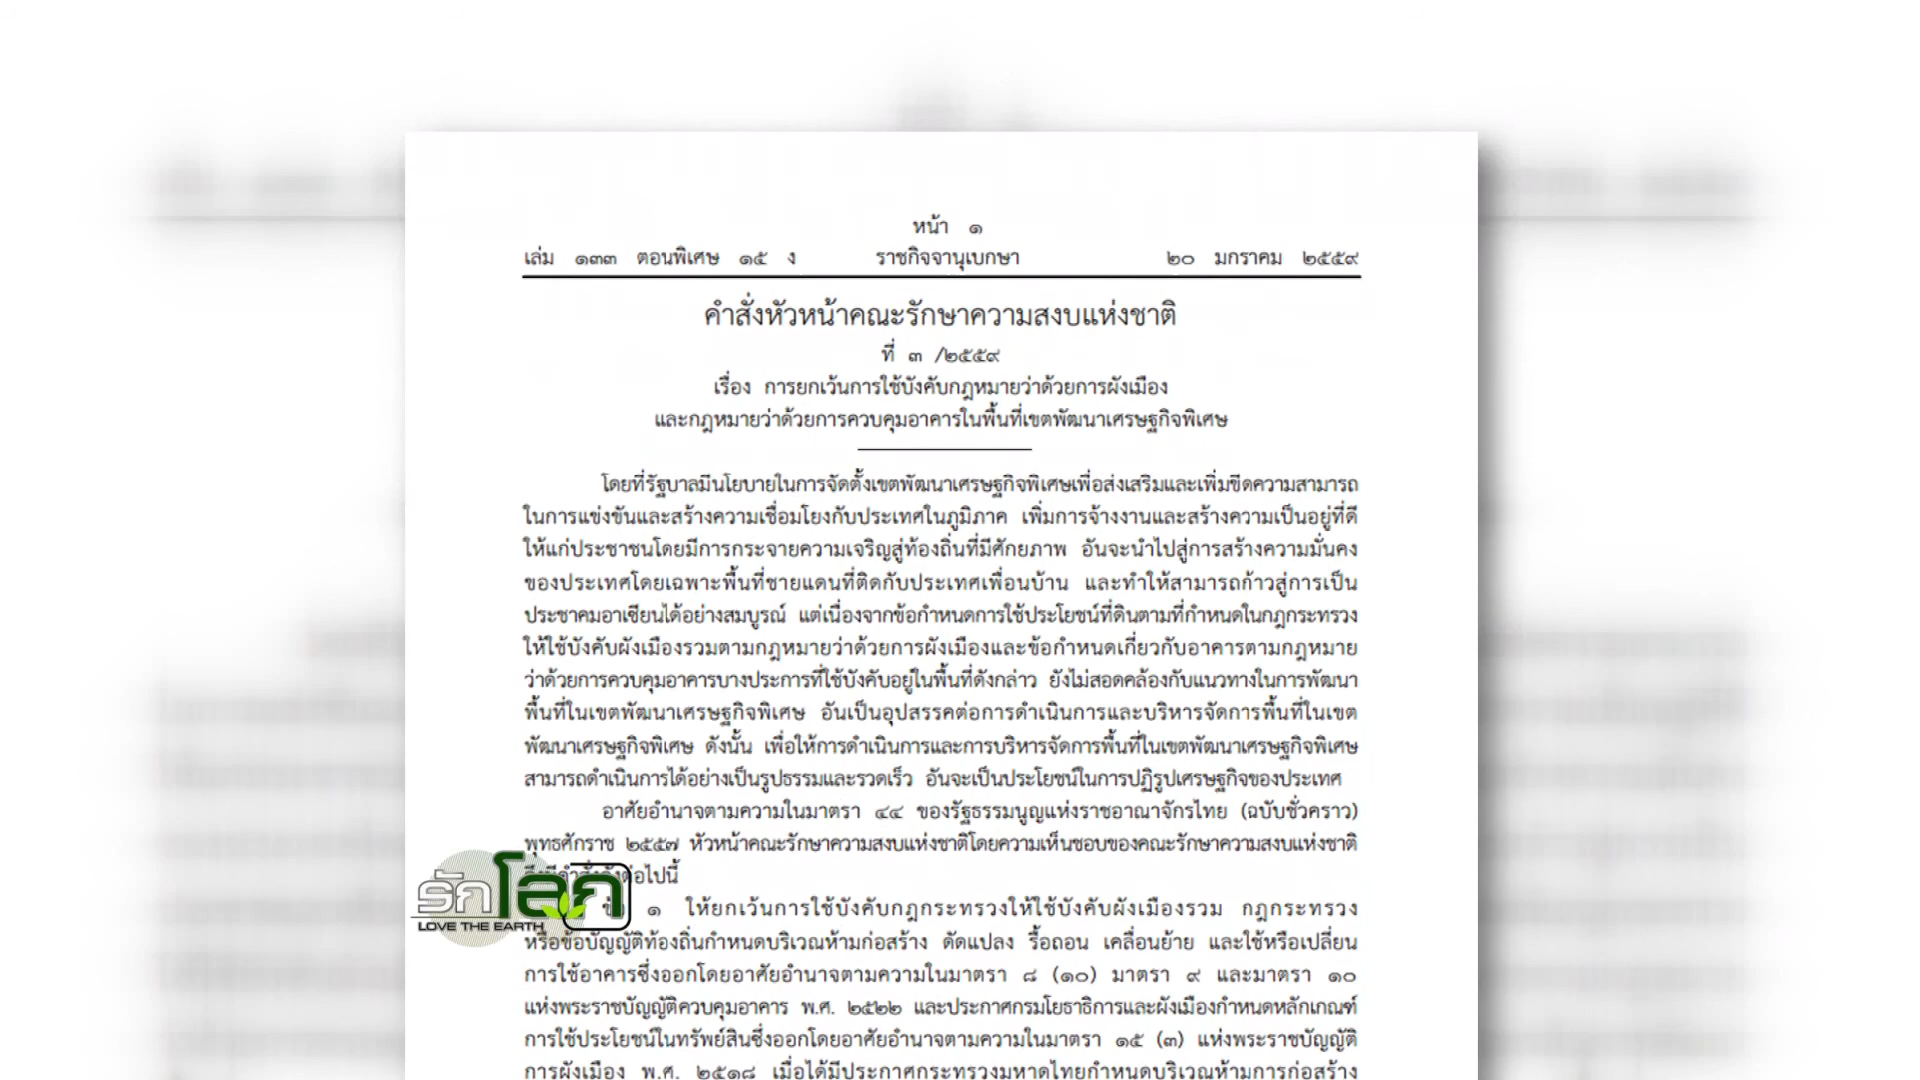 หน้า ๑
เล่ม ๑๓๓ ตอนพิเศษ ๑๕ ง ราชกิจจานุเบกษา ๒๐ มกราคม ๒๕๕๙
คำสั่งหัวหน้าคณะรักษาความสงบแห่งชาติ
ที่ ๓ /๒๕๕๙
เรื่อง การยกเว้นการใช้บังคับกฎหมายว่าด้วยการผังเมือง
และกฎหมายว่าด้วยการควบคุมอาคารในพื้นที่เขตพัฒนาเศรษฐกิจพิเศษ
โดยที่รัฐบาลมีนโยบายในการจัดตั้งเขตพัฒนาเศรษฐกิจพิเศษเพื่อส่งเสริมและเพิ่มขีดความสามารถ
ในการแข่งขันและสร้างความเชื่อมโยงกับประเทศในภูมิภาค เพิ่มการจ้างงานและสร้างความเป็นอยู่ที่ดี
ให้แก่ประชาชนโดยมีการกระจายความเจริญสู่ท้องถิ่นที่มีศักยภาพ อันจะนำไปสู่การสร้างความมั่นคง
ของประเทศโดยเฉพาะพื้นที่ชายแดนที่ติดกับประเทศเพื่อนบ้าน และทำให้สามารถก้าวสู่การเป็น
ประชาคมอาเซียนได้อย่างสมบูรณ์ แต่เนื่องจากข้อกำหนดการใช้ประโยชน์ที่ดินตามที่กำหนดในกฎกระทรวง
ให้ใช้บังคับผังเมืองรวมตามกฎหมายว่าด้วยการผังเมืองและข้อกำหนดเกี่ยวกับอาคารตามกฎหมาย
ว่าด้วยการควบคุมอาคารบางประการที่ใช้บังคับอยู่ในพื้นที่ดังกล่าว ยังไม่สอดคล้องกับแนวทางในการพัฒนา
พื้นที่ในเขตพัฒนาเศรษฐกิจพิเศษ อันเป็นอุปสรรคต่อการดำเนินการและบริหารจัดการพื้นที่ในเขต
พัฒนาเศรษฐกิจพิเศษ ดังนั้น เพื่อให้การดำเนินการและการบริหารจัดการพื้นที่ในเขตพัฒนาเศรษฐกิจพิเศษ
สามารถดำเนินการได้อย่างเป็นรูปธรรมและรวดเร็ว อันจะเป็นประโยชน์ในการปฏิรูปเศรษฐกิจของประเทศ
อาศัยอำนาจตามความในมาตรา ๔๔ ของรัฐธรรมนูญแห่งราชอาณาจักรไทย (ฉบับชั่วคราว)
พุทธศักราช ๒๕๕๗ หัวหน้าคณะรักษาความสงบแห่งชาติโดยความเห็นชอบของคณะรักษาความสงบแห่งชาติ
ต่อไปนี้
ข้อ ๑ ให้ยกเว้นการใช้บังคับกฎกระทรวงให้ใช้บังคับผังเมืองรวม กฎกระทรวง
หรือข้อบัญญัติท้องถิ่นกำหนดบริเวณห้ามก่อสร้าง ดัดแปลง รื้อถอน เคลื่อนย้าย และใช้หรือเปลี่ยน
การใช้อาคารซึ่งออกโดยอาศัยอำนาจตามความในมาตรา ๘ (๑๐) มาตรา ๙ และมาตรา ๑๐
แห่งพระราชบัญญัติควบคุมอาคาร พ.ศ. ๒๕๒๒ และประกาศกรมโยธาธิการและผังเมืองกำหนดหลักเกณฑ์
การใช้ประโยชน์ในทรัพย์สินซึ่งออกโดยอาศัยอำนาจตามความในมาตรา ๑๕ (๓) แห่งพระราชบัญญัติ
การผังเมือง พ.ศ. ๒๕๑๘ เมื่อได้มีประกาศกระทรวงมหาดไทยกำหนดบริเวณห้ามการก่อสร้าง
รักโลก
LOVE THE EARTH